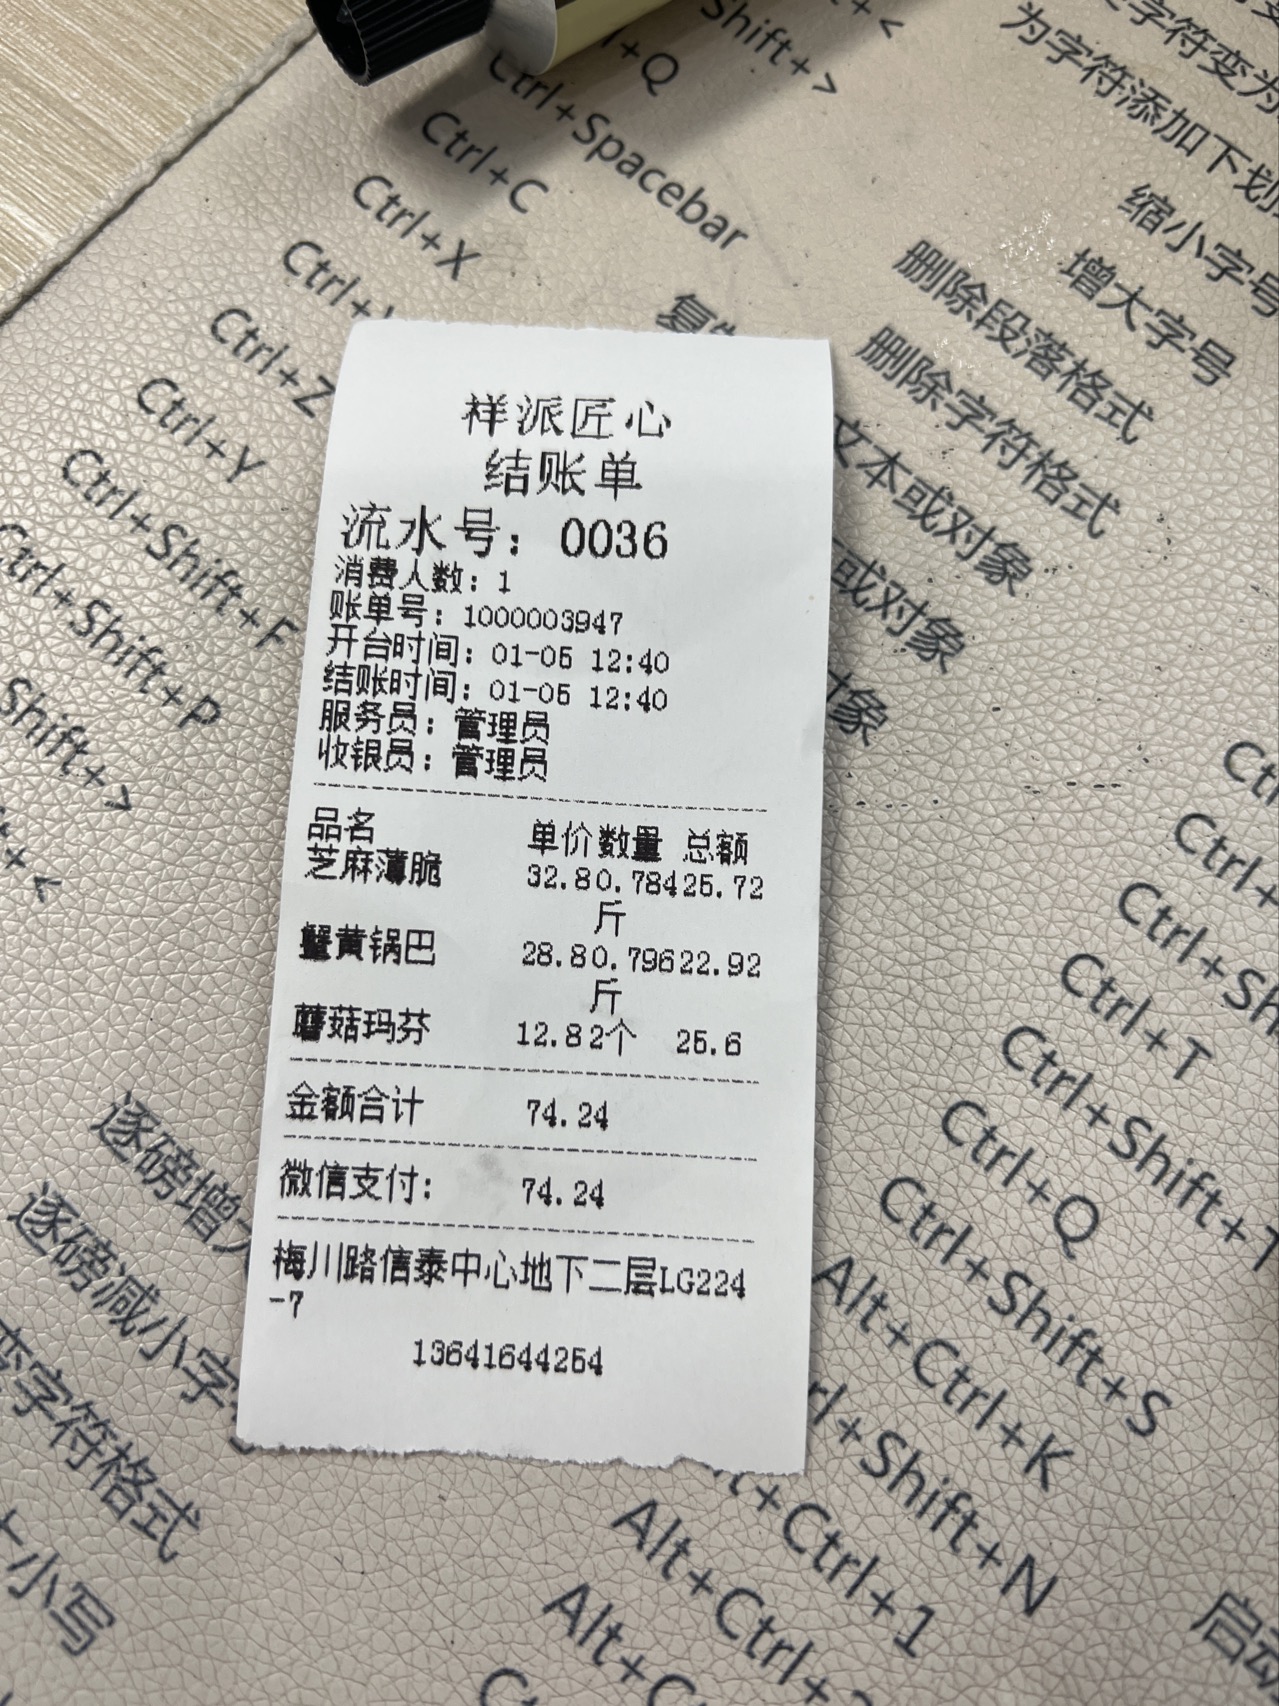 祥派匠心
结账单
流水号： 0036
消费人数：1
账单号：1000003947
开台时间：01-05 12:40
结账时间：01-05 12:40
服务员：管理员
收银员：管理员
品名 单价数量 总额
芝麻薄脆 32.80.78425.72
斤
蟹黄锅巴 28.80.79622.92
斤
蘑菇玛芬 12.82个 25.6
金额合计 74.24
微信支付: 74.24
梅川路信泰中心地下二层LG224
-7
13641644254
Shift+>
Ctrl+Spacebar
Ctrl+C
Ctrl+X
Ctrl+Z
Ctrl+Y
Ctrl+Shift+F
Ctrl+Shift+P
Shift+>
为字符添加下划
缩小字号
增大字号
删除段落格式
删除字符格式
文本或对象
或对象
对象
Ctrl+T
Ctrl+Shift+T
Ctrl+Q
Ctrl+Shift+S
Alt+Ctrl+K
Ctrl+Shift+N
Alt+Ctrl+1
逐磅增
逐磅减小字
变字符格式
大小写
启动